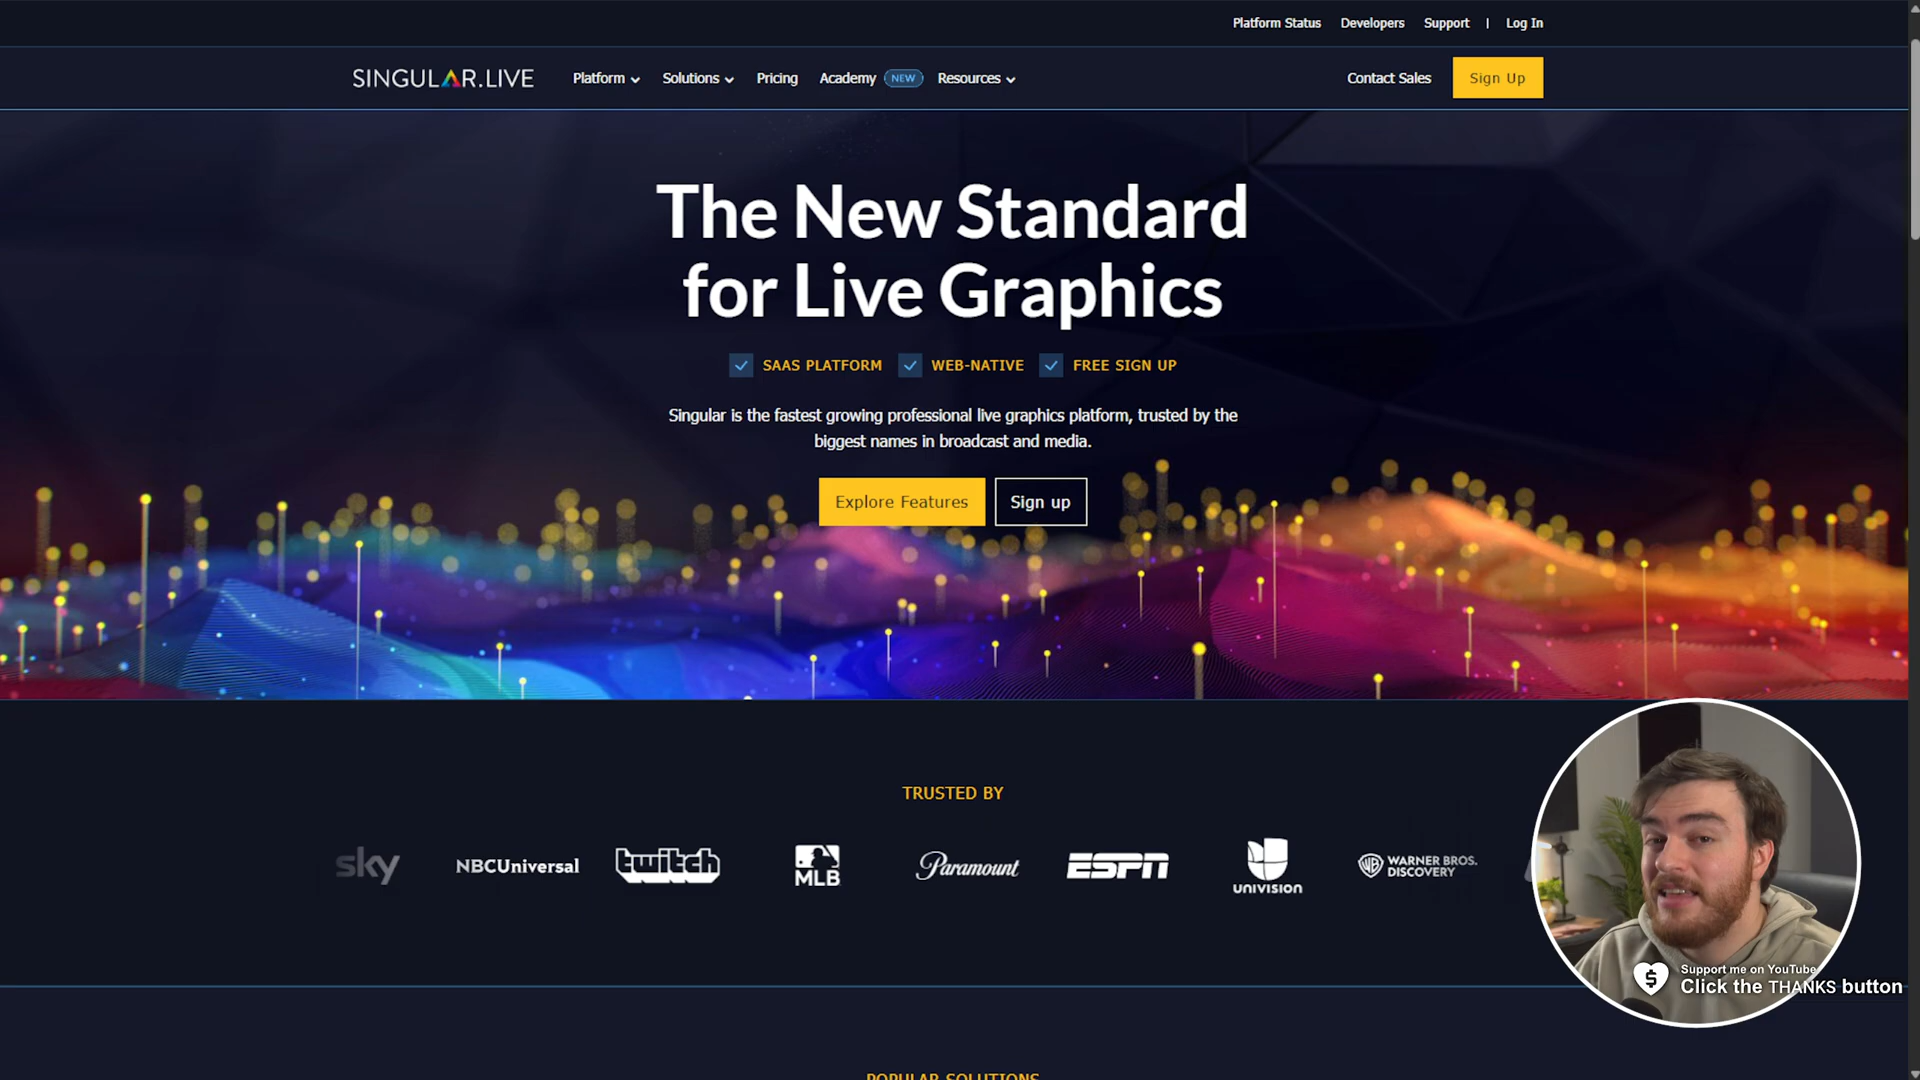 Platform Status Developers Support | Log In
SINGULAR.LIVE Platform Solutions Pricing Academy NEW Resources Contact Sales Sign Up
The New Standard
for Live Graphics
SAAS PLATFORM WEB-NATIVE FREE SIGN UP
Singular is the fastest growing professional live graphics platform, trusted by the
biggest names in broadcast and media.
Explore Features Sign up
TRUSTED BY
sky NBCUniversal twitch MLB Paramount ESPN UNIVISION WB WARNER BROS. DISCOVERY
Support me on YouTube
Click the THANKS button
POPULAR SOLUTIONS